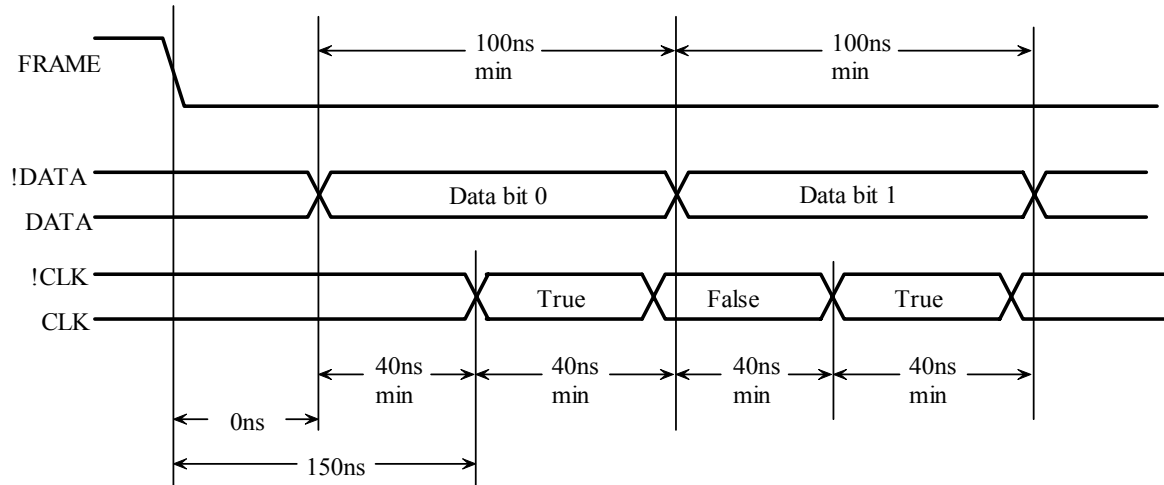 100ns
min
100ns
min
FRAME
!DATA
DATA
Data bit 0
Data bit 1
!CLK
CLK
True
False
True
40ns
min
40ns
min
40ns
min
40ns
min
0ns
150ns